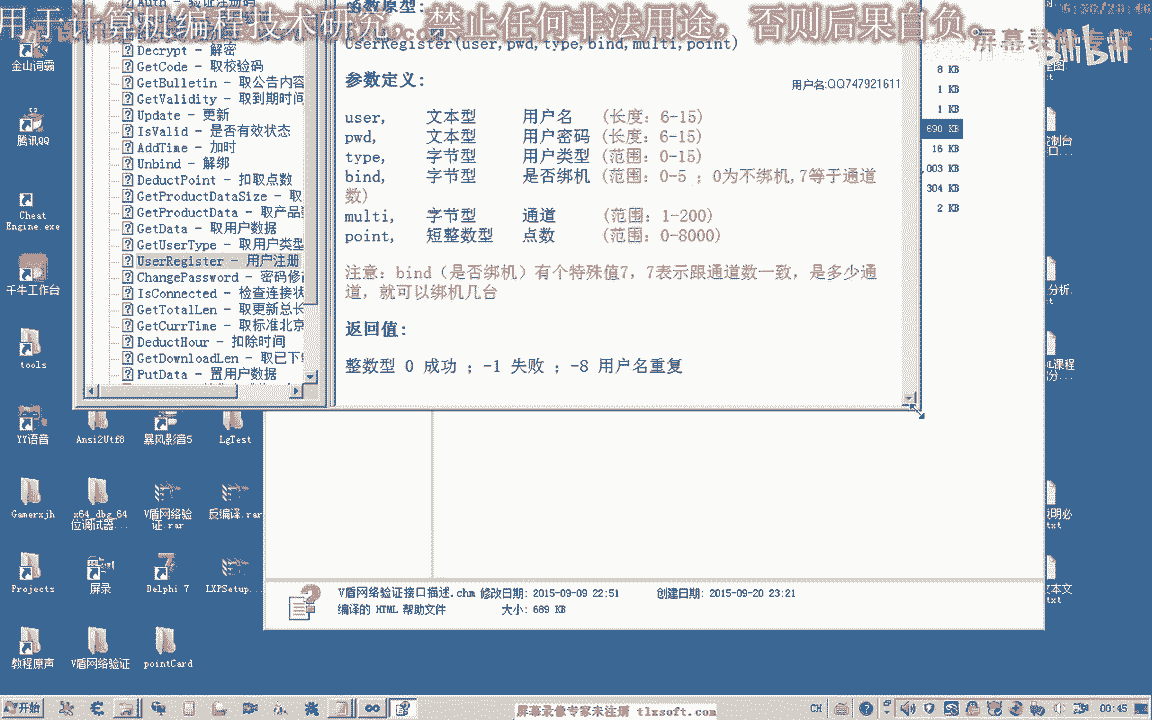 用于计算机编程技术研究。禁止任何非法用途。否则后果自负。
屏幕录
bilibili
函数原型:
UserRegister(user,pwd,type,bind,multi,point)
参数定义:
用户名:QQ747921611
user, 文本型 用户名 (长度: 6-15)
pwd, 文本型 用户密码 (长度: 6-15)
type, 字节型 用户类型 (范围: 0-15)
bind, 字节型 是否绑机 (范围: 0-5 ; 0为不绑机,7等于通道
数)
multi, 字节型 通道 (范围: 1-200)
point, 短整数型 点数 (范围: 0-8000)
注意: bind (是否绑机) 有个特殊值7, 7表示跟通道数一致, 是多少通
道, 就可以绑机几台
返回值:
整数型 0 成功 ; -1 失败 ; -8 用户名重复
Decrypt - 解密
GetCode - 取校验码
GetBulletin - 取公告内容
GetValidity - 取到期时间
Update - 更新
IsValid - 是否有效状态
AddTime - 加时
Unbind - 解绑
DeductPoint - 扣取点数
GetProductDataSize - 取
GetProductData - 取产品
GetData - 取用户数据
GetUserType - 取用户类型
UserRegister - 用户注册
ChangePassword - 密码修
IsConnected - 检查连接状
GetTotalLen - 取更新总长
GetCurrTime - 取标准北京
DeductHour - 扣除时间
GetDownloadLen - 取已下
PutData - 置用户数据
8 KB
1 KB
1 KB
690 KB
16 KB
,003 KB
304 KB
2 KB
金山词霸
腾讯QQ
Cheat
Engine.exe
千牛工作台
tools
YY语音
Ansi2Utf8
暴风影音5
LgTest
Gamerxjh
x64_dbg_64
位调试器...
V盾网络验
证.rar
反编译.rar
Projects
屏录
Delphi 7
LXPSetup...
教程原声
V盾网络验证
pointCard
控制台
分析.
课程
说明必
txt
文本文
txt
V盾网络验证接口描述.chm 修改日期: 2015-09-09 22:51 创建日期: 2015-09-20 23:21
编译的 HTML 帮助文件 大小: 689 KB
开始
屏幕录像专家未注册 tlxsoft.com
CH
00:45